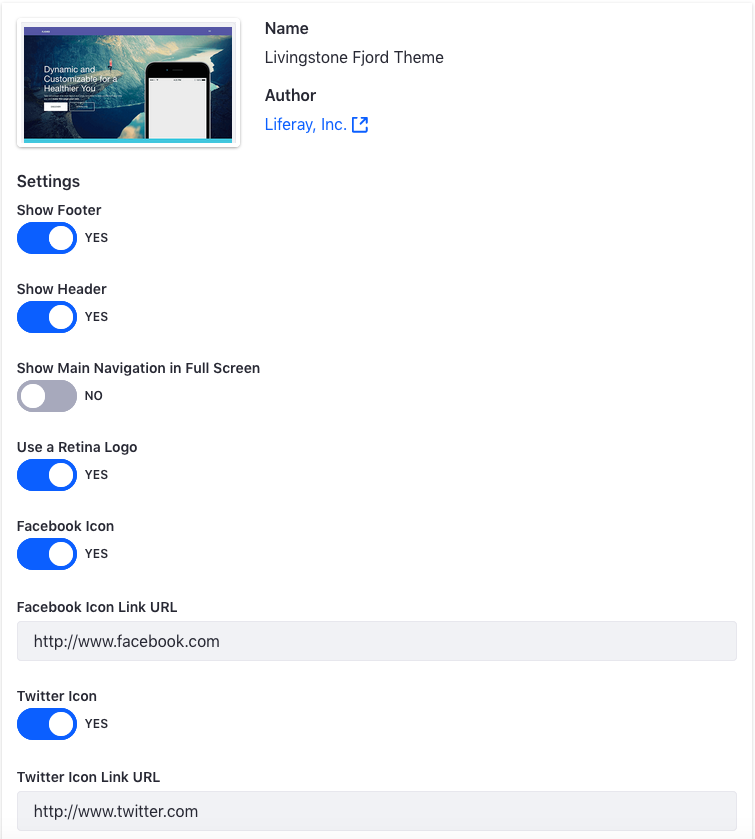 Name
Livingstone Fjord Theme
Author
Liferay, Inc.
Dynamic and
Customizable for a
Healthier You
Settings
Show Footer
YES
Show Header
YES
Show Main Navigation in Full Screen
NO
Use a Retina Logo
YES
Facebook Icon
YES
Facebook Icon Link URL
http://www.facebook.com
Twitter Icon
YES
Twitter Icon Link URL
http://www.twitter.com